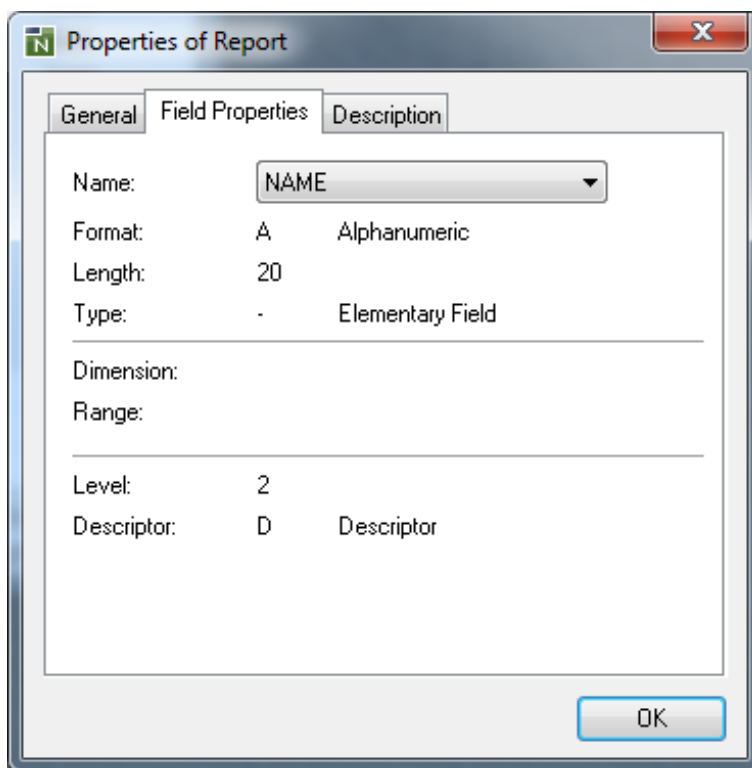 Properties of Report
General Field Properties Description
Name: NAME
Format: A Alphanumeric
Length: 20
Type: - Elementary Field
Dimension:
Range:
Level: 2
Descriptor: D Descriptor
OK